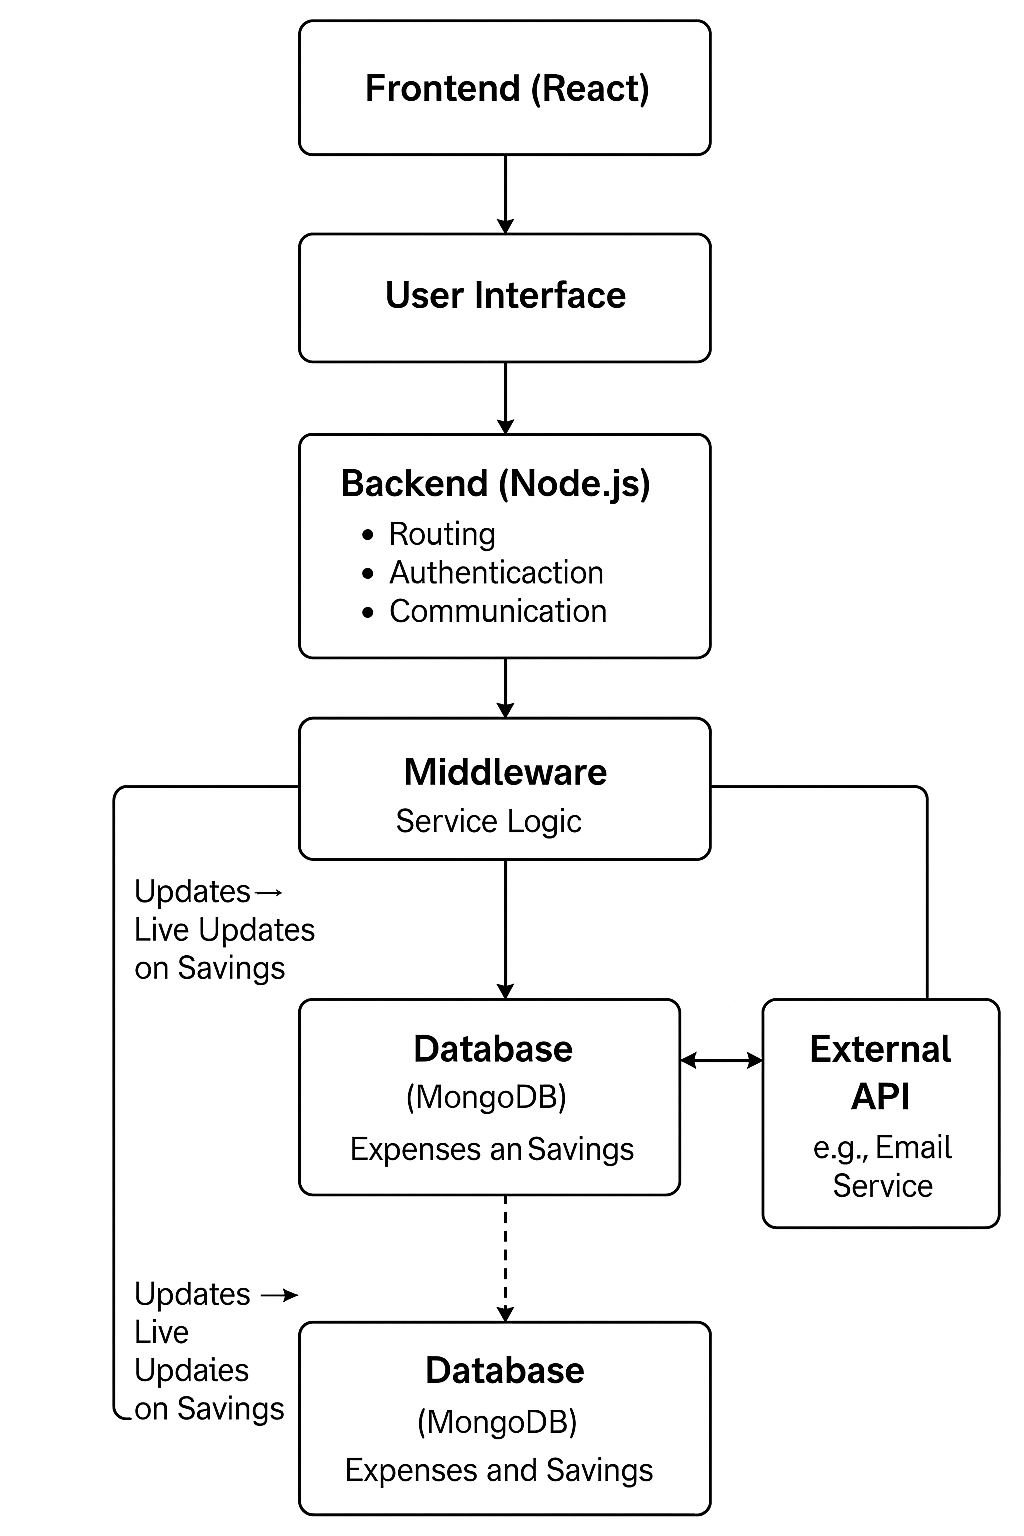 Frontend (React)
User Interface
Backend (Node.js)
• Routing
• Authenticaction
• Communication
Middleware
Service Logic
Updates→
Live Updates
on Savings
Database
(MongoDB)
Expenses an Savings
External
API
e.g., Email
Service
Updates →
Live
Updaies
on Savings
Database
(MongoDB)
Expenses and Savings